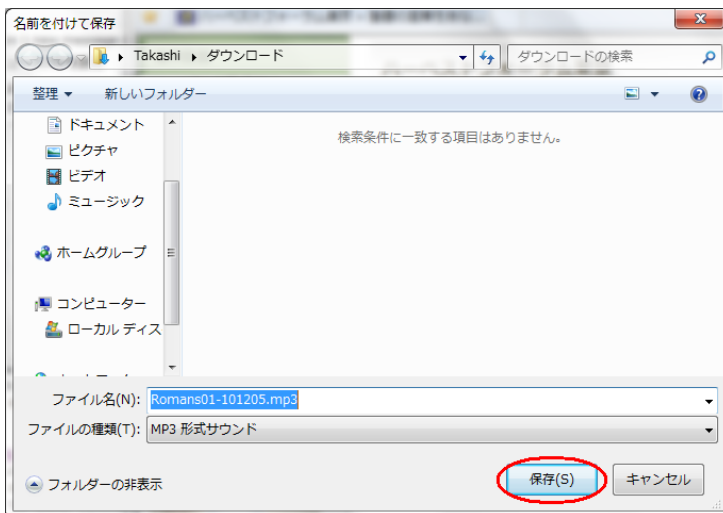 名前を付けて保存
Takashi ▸ ダウンロード
ダウンロードの検索
整理 ▼ 新しいフォルダー
ドキュメント
検索条件に一致する項目はありません。
ピクチャ
ビデオ
ミュージック
ホームグループ
コンピューター
ローカル ディス
ファイル名(N): Romans01-101205.mp3
ファイルの種類(T): MP3 形式サウンド
フォルダーの非表示
保存(S)
キャンセル